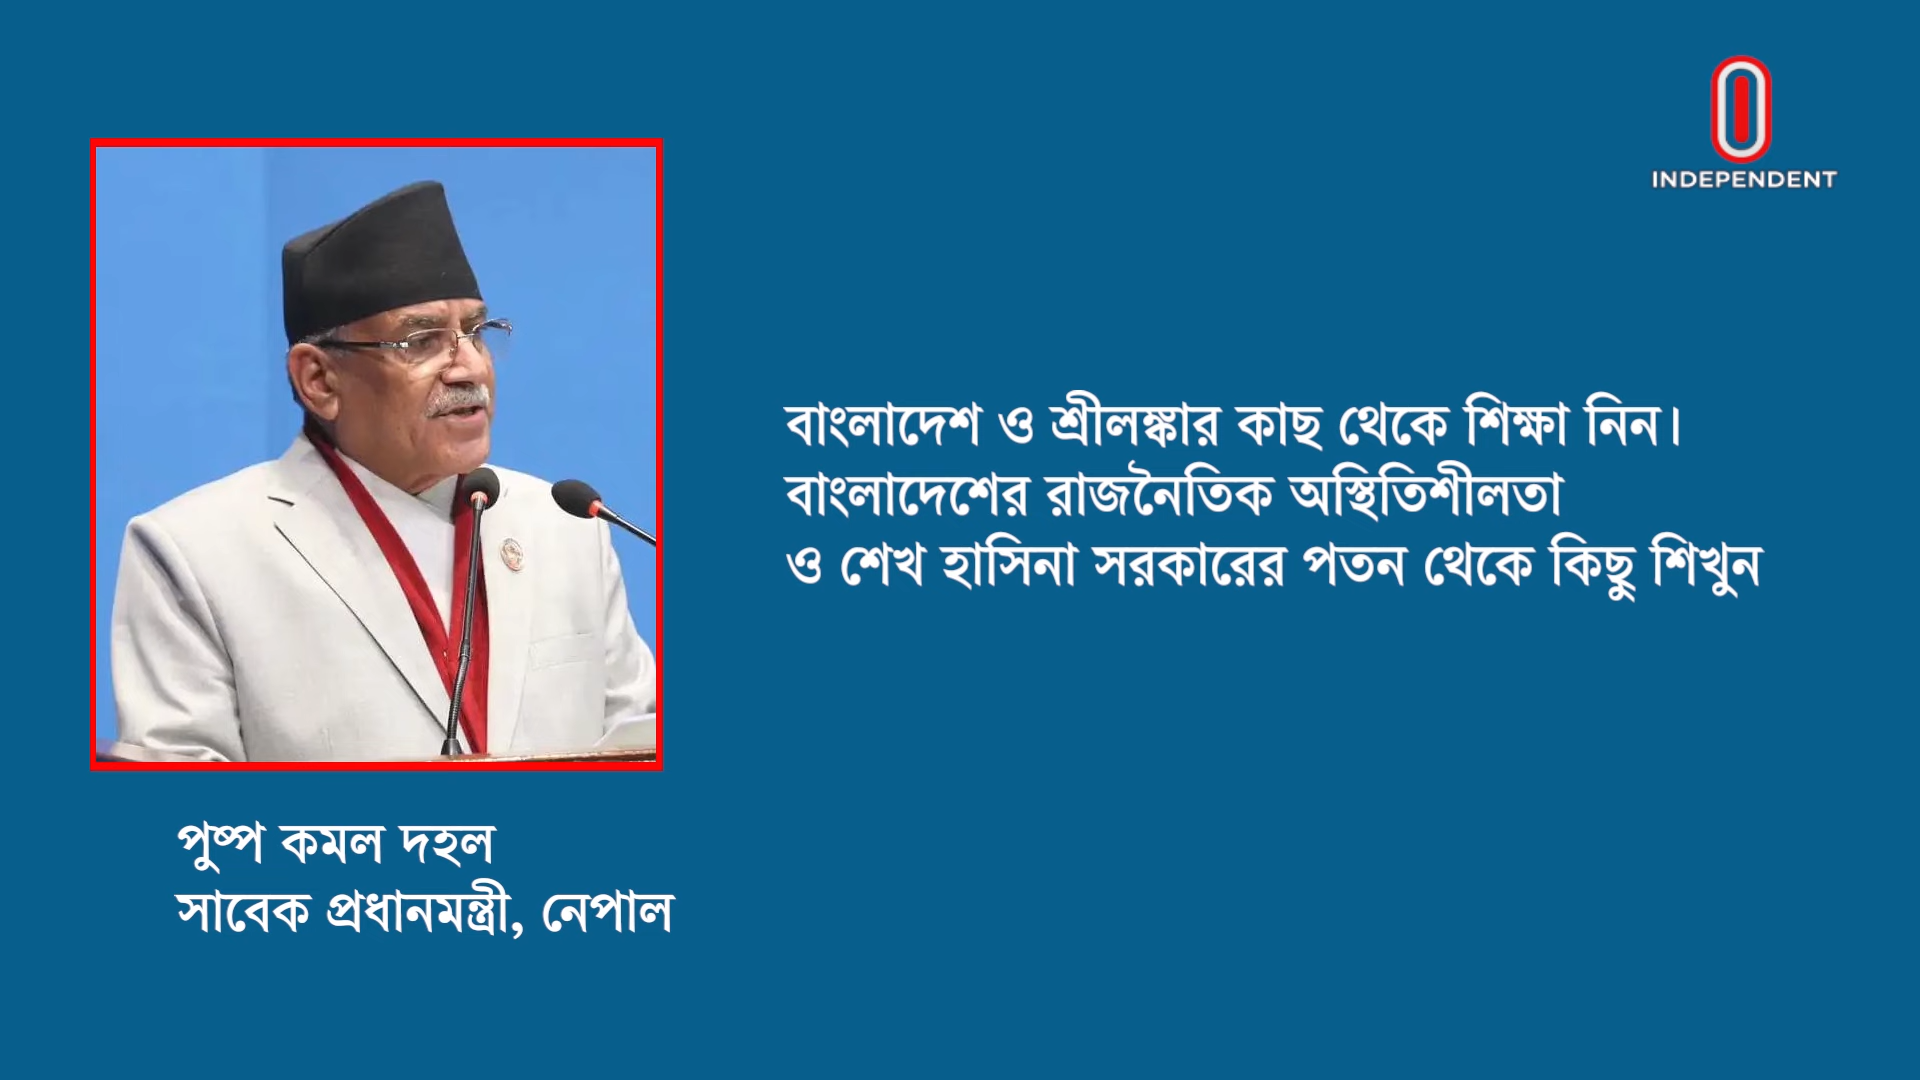 INDEPENDENT
বাংলাদেশ ও শ্রীলঙ্কার কাছ থেকে শিক্ষা নিন।
বাংলাদেশের রাজনৈতিক অস্থিতিশীলতা
ও শেখ হাসিনা সরকারের পতন থেকে কিছু শিখুন
পুষ্প কমল দহল
সাবেক প্রধানমন্ত্রী, নেপাল